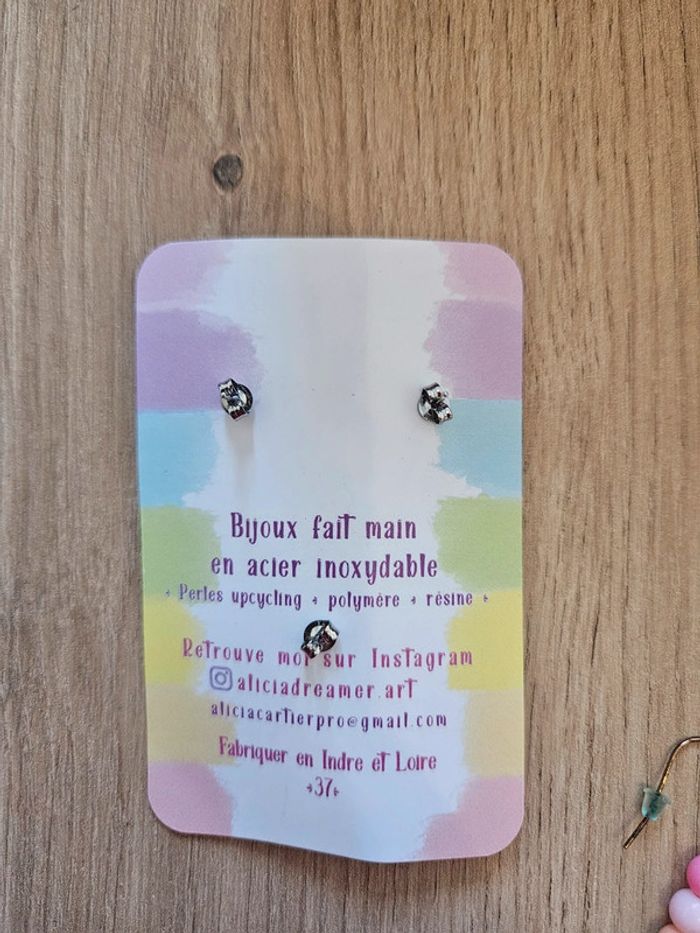 Bijoux fait main
en acier inoxydable
Perles upcycling + polymère + résine
Retrouve moi sur Instagram
aliciadreamer.art
aliciacartierpro@gmail.com
Fabriquer en Indre et Loire
37